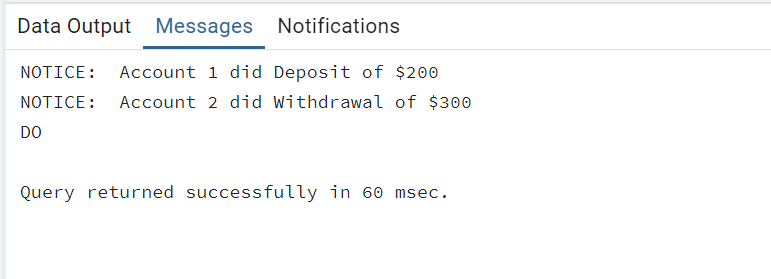 Data Output Messages Notifications
NOTICE:  Account 1 did Deposit of $200
NOTICE:  Account 2 did Withdrawal of $300
DO
Query returned successfully in 60 msec.